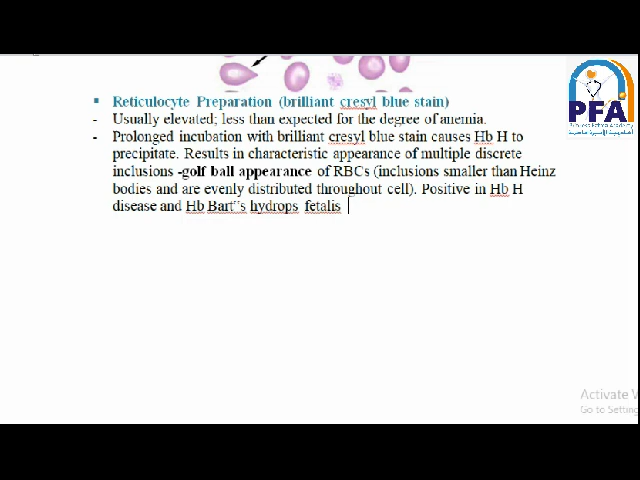 ▪ Reticulocyte Preparation (brilliant cresyl blue stain)
- Usually elevated; less than expected for the degree of anemia.
- Prolonged incubation with brilliant cresyl blue stain causes Hb H to
precipitate. Results in characteristic appearance of multiple discrete
inclusions -golf ball appearance of RBCs (inclusions smaller than Heinz
bodies and are evenly distributed throughout cell). Positive in Hb H
disease and Hb Bart"s hydrops fetalis
PFA
Activate
Go to Setting